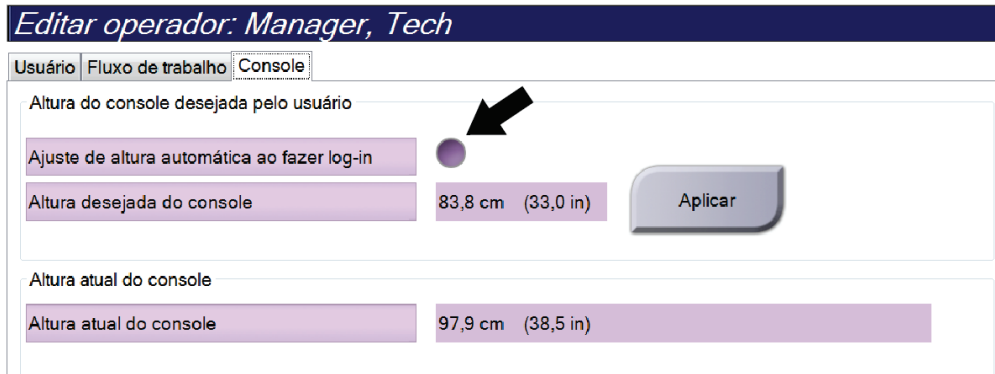 Editar operador: Manager, Tech
Usuário Fluxo de trabalho Console
Altura do console desejada pelo usuário
Ajuste de altura automática ao fazer log-in
Altura desejada do console 83,8 cm (33,0 in) Aplicar
Altura atual do console
Altura atual do console 97,9 cm (38,5 in)